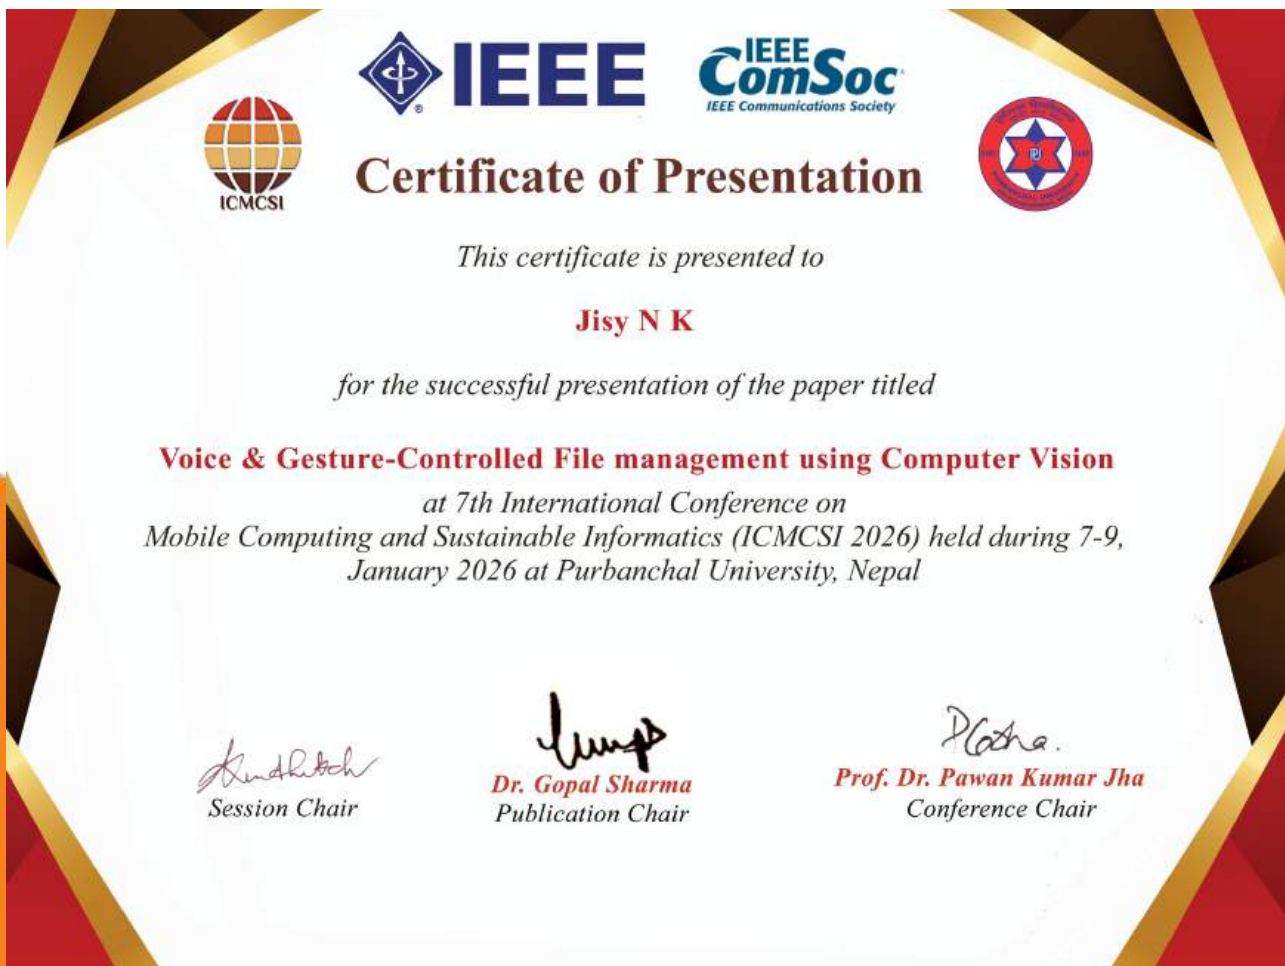 IEEE
IEEE
ComSoc
IEEE Communications Society
ICMCSI
Certificate of Presentation
This certificate is presented to
Jisy N K
for the successful presentation of the paper titled
Voice & Gesture-Controlled File management using Computer Vision
at 7th International Conference on
Mobile Computing and Sustainable Informatics (ICMCSI 2026) held during 7-9,
January 2026 at Purbanchal University, Nepal
Session Chair
Dr. Gopal Sharma
Publication Chair
Prof. Dr. Pawan Kumar Jha
Conference Chair